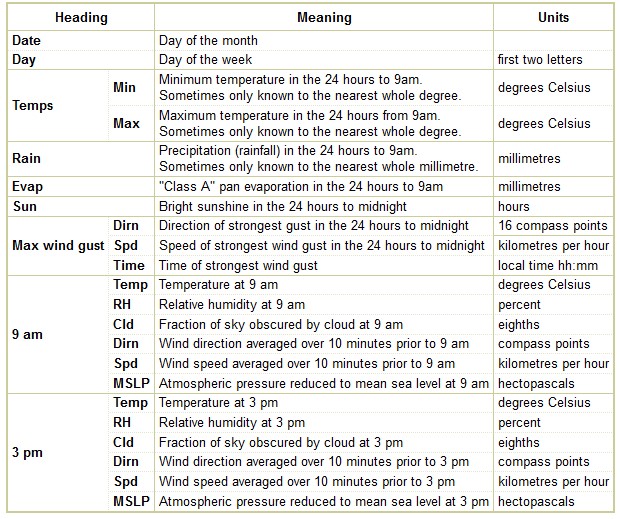 Heading Meaning Units
Date Day of the month
Day Day of the week first two letters
Temps
Min Minimum temperature in the 24 hours to 9am. degrees Celsius
Sometimes only known to the nearest whole degree.
Max Maximum temperature in the 24 hours from 9am. degrees Celsius
Sometimes only known to the nearest whole degree.
Rain Precipitation (rainfall) in the 24 hours to 9am. millimetres
Sometimes only known to the nearest whole millimetre.
Evap "Class A" pan evaporation in the 24 hours to 9am millimetres
Sun Bright sunshine in the 24 hours to midnight hours
Max wind gust
Dirn Direction of strongest gust in the 24 hours to midnight 16 compass points
Spd Speed of strongest wind gust in the 24 hours to midnight kilometres per hour
Time Time of strongest wind gust local time hh:mm
9 am
Temp Temperature at 9 am degrees Celsius
RH Relative humidity at 9 am percent
Cld Fraction of sky obscured by cloud at 9 am eighths
Dirn Wind direction averaged over 10 minutes prior to 9 am compass points
Spd Wind speed averaged over 10 minutes prior to 9 am kilometres per hour
MSLP Atmospheric pressure reduced to mean sea level at 9 am hectopascals
3 pm
Temp Temperature at 3 pm degrees Celsius
RH Relative humidity at 3 pm percent
Cld Fraction of sky obscured by cloud at 3 pm eighths
Dirn Wind direction averaged over 10 minutes prior to 3 pm compass points
Spd Wind speed averaged over 10 minutes prior to 3 pm kilometres per hour
MSLP Atmospheric pressure reduced to mean sea level at 3 pm hectopascals